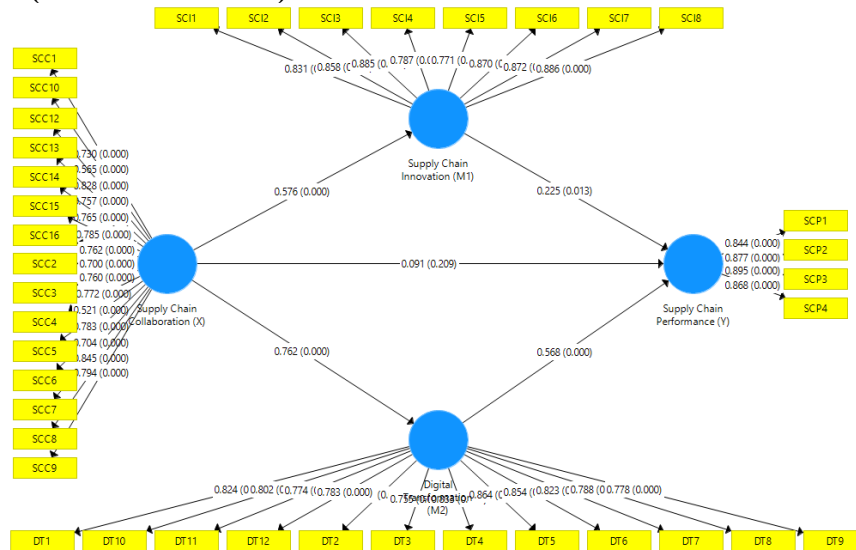 SCI1 SCI2 SCI3 SCI4 SCI5 SCI6 SCI7 SCI8
0.831 0.858 0.885 0.787 0.771 0.870 0.872 0.886 (0.000)
SCC1
SCC10
SCC12
SCC13
SCC14
SCC15
SCC16
SCC2
SCC3
SCC4
SCC5
SCC6
SCC7
SCC8
SCC9
0.730 (0.000)
0.565 (0.000)
0.828 (0.000)
0.757 (0.000)
0.765 (0.000)
0.785 (0.000)
0.762 (0.000)
0.700 (0.000)
0.760 (0.000)
0.772 (0.000)
0.521 (0.000)
0.783 (0.000)
0.704 (0.000)
0.845 (0.000)
0.794 (0.000)
Supply Chain
Collaboration (X)
Supply Chain
Innovation (M1)
0.576 (0.000)
0.225 (0.013)
0.091 (0.209)
0.762 (0.000)
0.568 (0.000)
Supply Chain
Performance (Y)
0.844 (0.000)
0.877 (0.000)
0.895 (0.000)
0.868 (0.000)
SCP1
SCP2
SCP3
SCP4
Digital
Transformation
(M2)
0.824 0.802 0.774 0.783 (0.000) 0.864 0.854 0.823 0.788 0.778 (0.000)
DT1 DT10 DT11 DT12 DT2 DT3 DT4 DT5 DT6 DT7 DT8 DT9